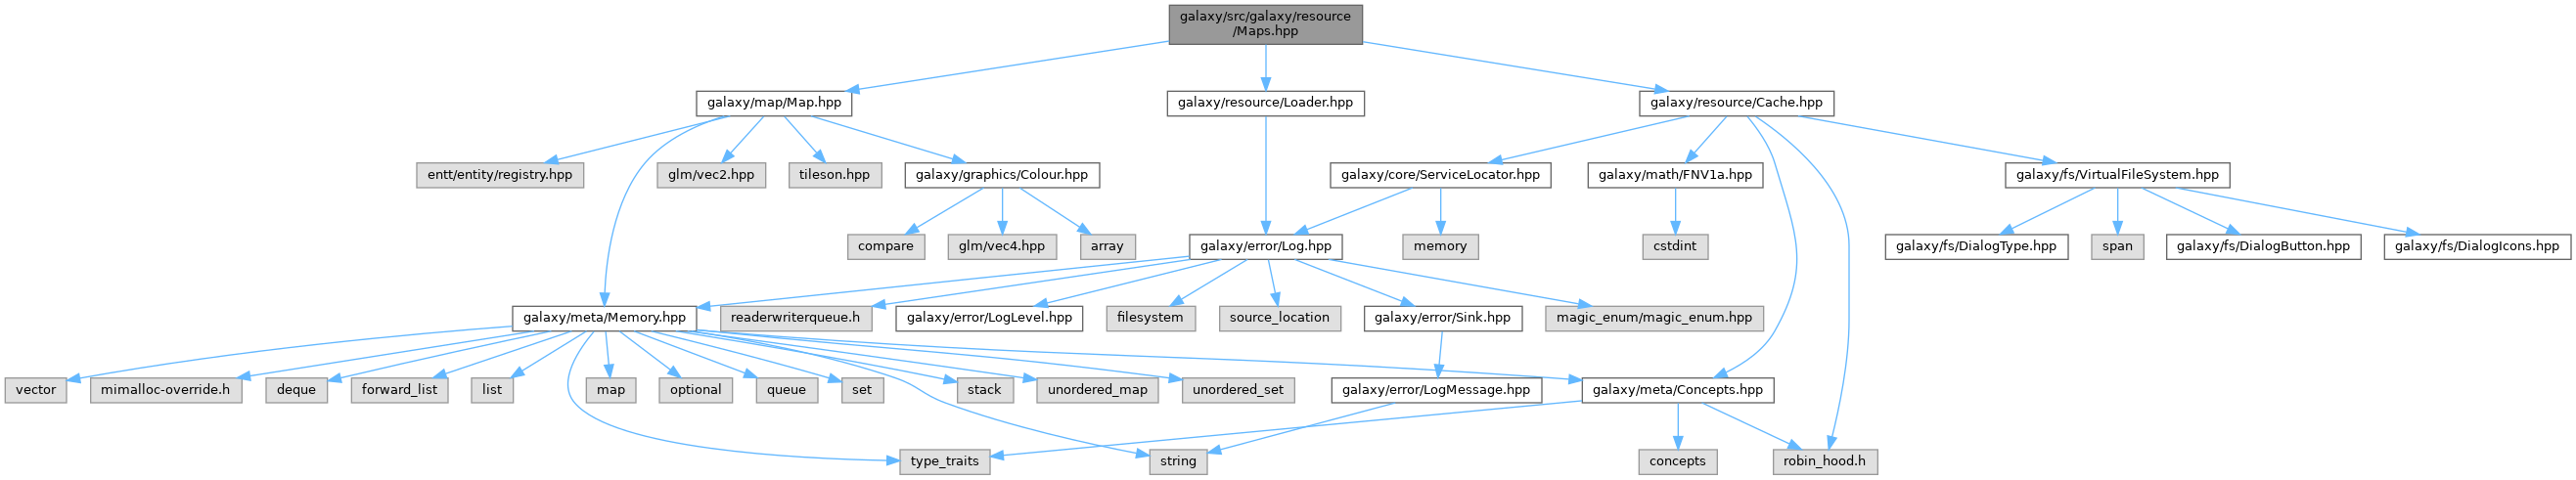 galaxy/src/galaxy/resource
/Maps.hpp
galaxy/map/Map.hpp
galaxy/resource/Loader.hpp
galaxy/resource/Cache.hpp
entt/entity/registry.hpp
glm/vec2.hpp
tileson.hpp
galaxy/graphics/Colour.hpp
galaxy/core/ServiceLocator.hpp
galaxy/math/FNV1a.hpp
galaxy/fs/VirtualFileSystem.hpp
compare
glm/vec4.hpp
array
galaxy/error/Log.hpp
memory
cstdint
galaxy/fs/DialogType.hpp
span
galaxy/fs/DialogButton.hpp
galaxy/fs/DialogIcons.hpp
galaxy/meta/Memory.hpp
readerwriterqueue.h
galaxy/error/LogLevel.hpp
filesystem
source_location
galaxy/error/Sink.hpp
magic_enum/magic_enum.hpp
vector
mimalloc-override.h
deque
forward_list
list
map
optional
queue
set
stack
unordered_map
unordered_set
galaxy/error/LogMessage.hpp
galaxy/meta/Concepts.hpp
type_traits
string
concepts
robin_hood.h